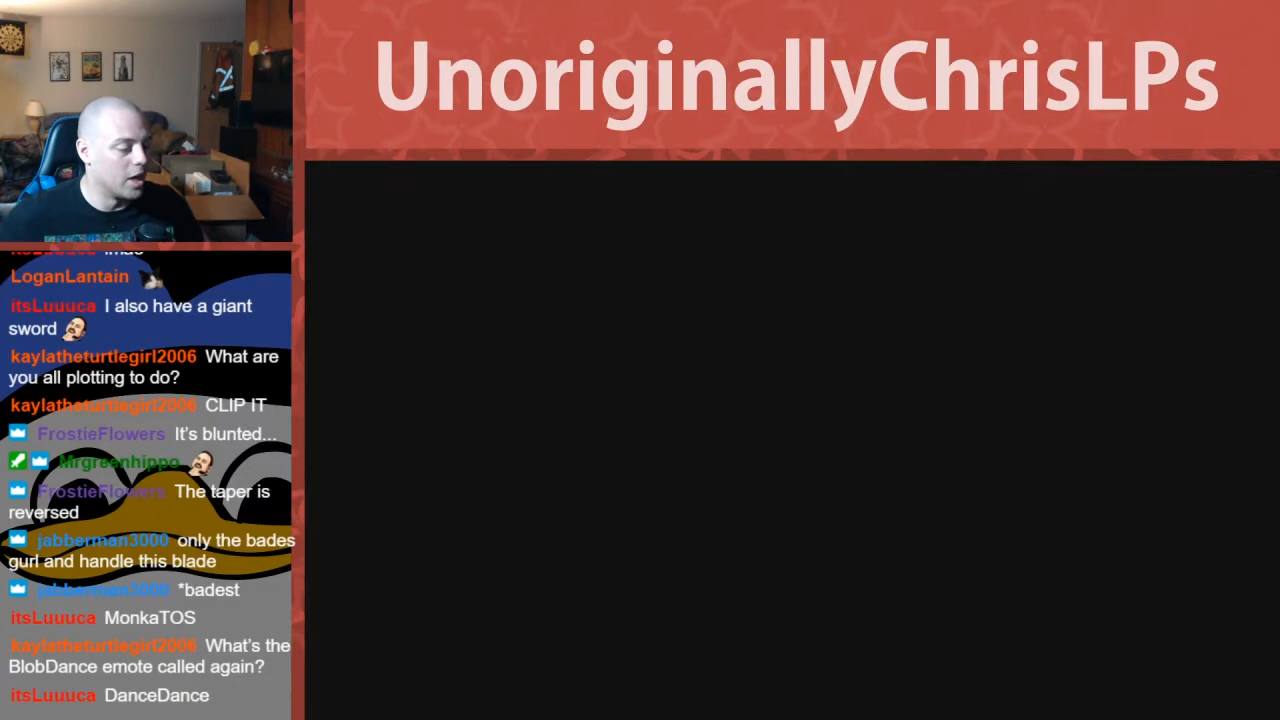 UnoriginallyChrisLPs
LoganLantain
itsLuuuca I also have a giant
sword
kaylatheturtlegirl2006 What are
you all plotting to do?
kaylatheturtlegirl2006 CLIP IT
FrostieFlowers It's blunted...
Mrgreenhippo
FrostieFlowers The taper is
reversed
jabberman3000 only the bades
gurl and handle this blade
jabberman3000 *badest
itsLuuuca MonkaTOS
kaylatheturtlegirl2006 What's the
BlobDance emote called again?
itsLuuuca DanceDance